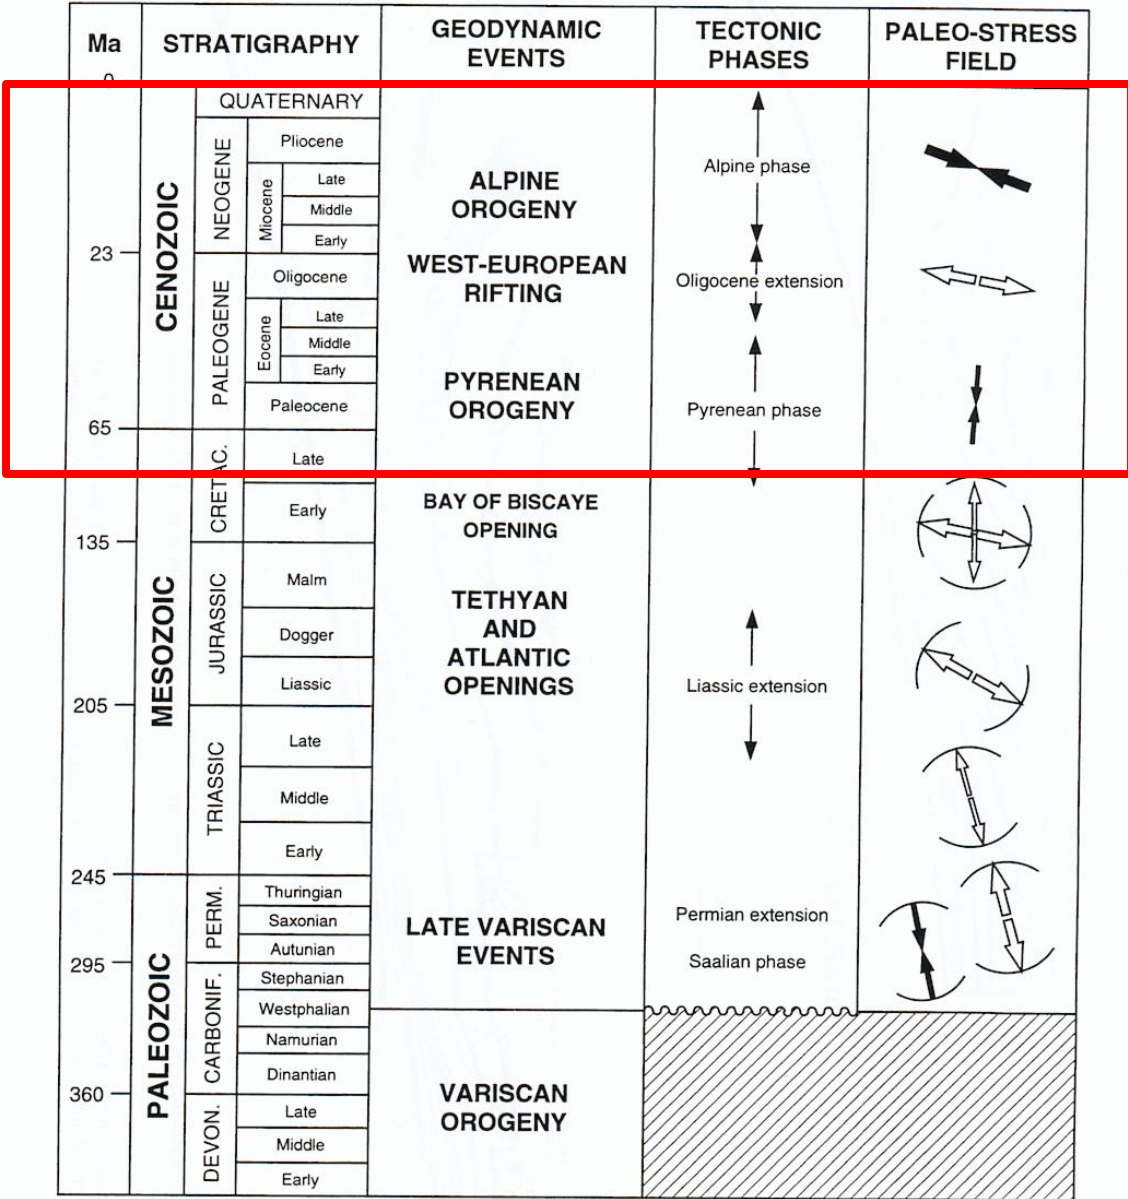 Ma
STRATIGRAPHY
GEODYNAMIC
EVENTS
TECTONIC
PHASES
PALEO-STRESS
FIELD
0
CENOZOIC
QUATERNARY
NEOGENE
Pliocene
Miocene
Late
Middle
Early
ALPINE
OROGENY
Alpine phase
23
PALEOGENE
Oligocene
WEST-EUROPEAN
RIFTING
Oligocene extension
Eocene
Late
Middle
Early
Paleocene
PYRENEAN
OROGENY
Pyrenean phase
65
MESOZOIC
CRETAC.
Late
Early
BAY OF BISCAYE
OPENING
135
JURASSIC
Malm
Dogger
Liassic
TETHYAN
AND
ATLANTIC
OPENINGS
Liassic extension
205
TRIASSIC
Late
Middle
Early
245
PALEOZOIC
PERM.
Thuringian
Saxonian
Autunian
LATE VARISCAN
EVENTS
Permian extension
Saalian phase
295
CARBONIF.
Stephanian
Westphalian
Namurian
Dinantian
360
VARISCAN
OROGENY
DEVON.
Late
Middle
Early